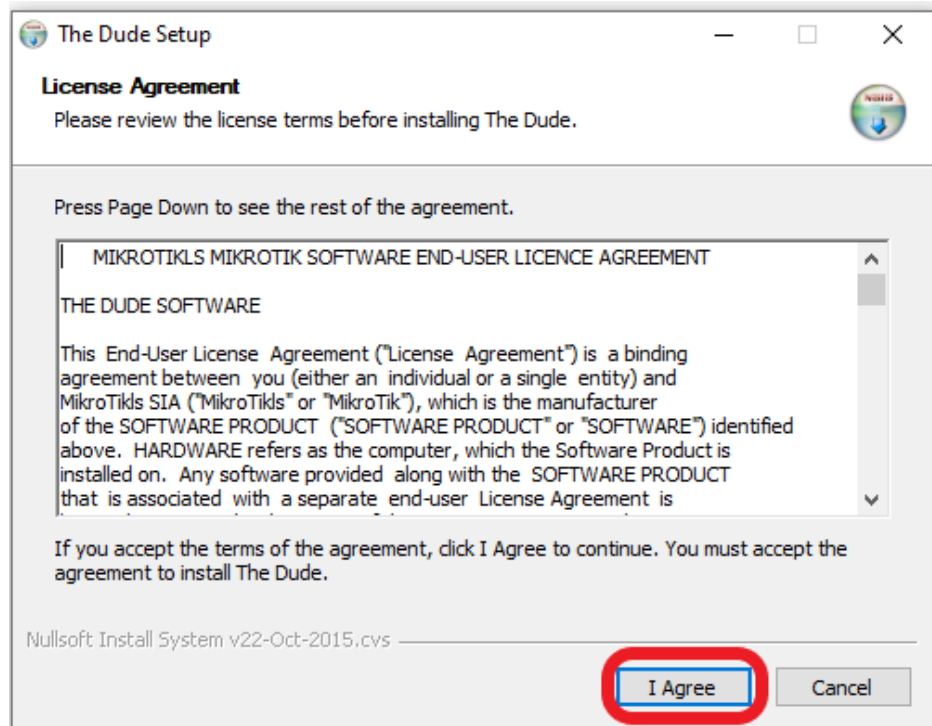 The Dude Setup
License Agreement
Please review the license terms before installing The Dude.
Press Page Down to see the rest of the agreement.
MIKROTIKLS MIKROTIK SOFTWARE END-USER LICENCE AGREEMENT
THE DUDE SOFTWARE
This End-User License Agreement ("License Agreement") is a binding
agreement between you (either an individual or a single entity) and
MikroTikls SIA ("MikroTikls" or "MikroTik"), which is the manufacturer
of the SOFTWARE PRODUCT ("SOFTWARE PRODUCT" or "SOFTWARE") identified
above. HARDWARE refers as the computer, which the Software Product is
installed on. Any software provided along with the SOFTWARE PRODUCT
that is associated with a separate end-user License Agreement is
If you accept the terms of the agreement, click I Agree to continue. You must accept the
agreement to install The Dude.
Nullsoft Install System v22-Oct-2015.cvs
I Agree
Cancel